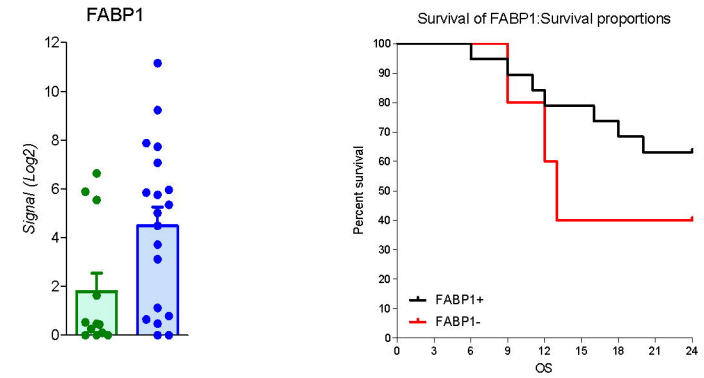 FABP1
12
10
8
6
4
2
0
Signal (Log2)
Survival of FABP1:Survival proportions
100
90
80
70
60
50
40
30
20
10
0
Percent survival
FABP1+
FABP1-
0 3 6 9 12 15 18 21 24
OS